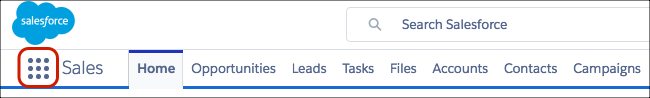 salesforce
Search Salesforce
Sales Home Opportunities Leads Tasks Files Accounts Contacts Campaigns